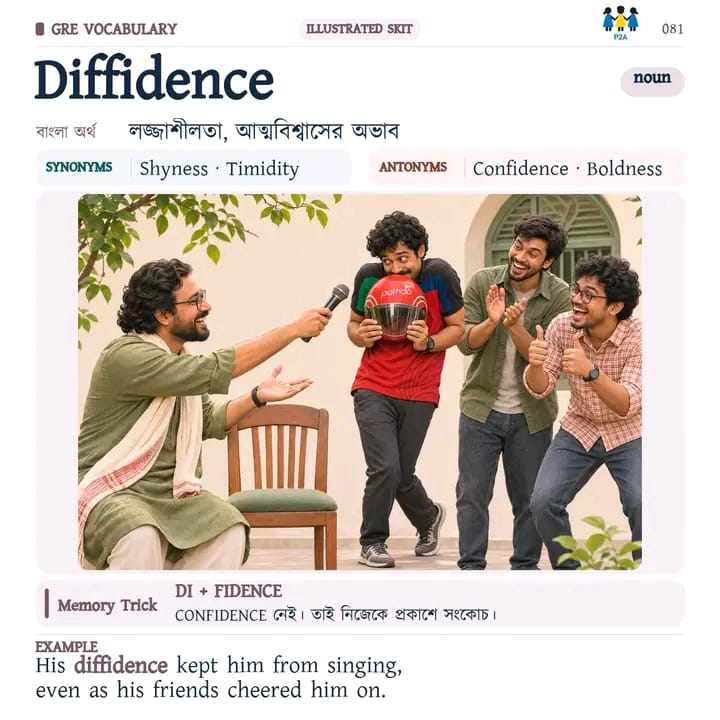 GRE VOCABULARY
ILLUSTRATED SKIT
P2A
081
Diffidence
noun
বাংলা অর্থ লজ্জাশীলতা, আত্মবিশ্বাসের অভাব
SYNONYMS Shyness · Timidity
ANTONYMS Confidence · Boldness
pathao
Memory Trick
DI + FIDENCE
CONFIDENCE নেই। তাই নিজেকে প্রকাশে সংকোচ।
EXAMPLE
His diffidence kept him from singing,
even as his friends cheered him on.